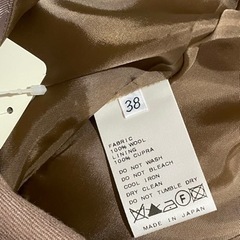 38
FABRIC
100% WOOL
LINING
100% CUPRA
DO NOT WASH
DO NOT BLEACH
COOL IRON
DRY CLEAN
DO NOT TUMBLE DRY
F
MADE IN JAPAN